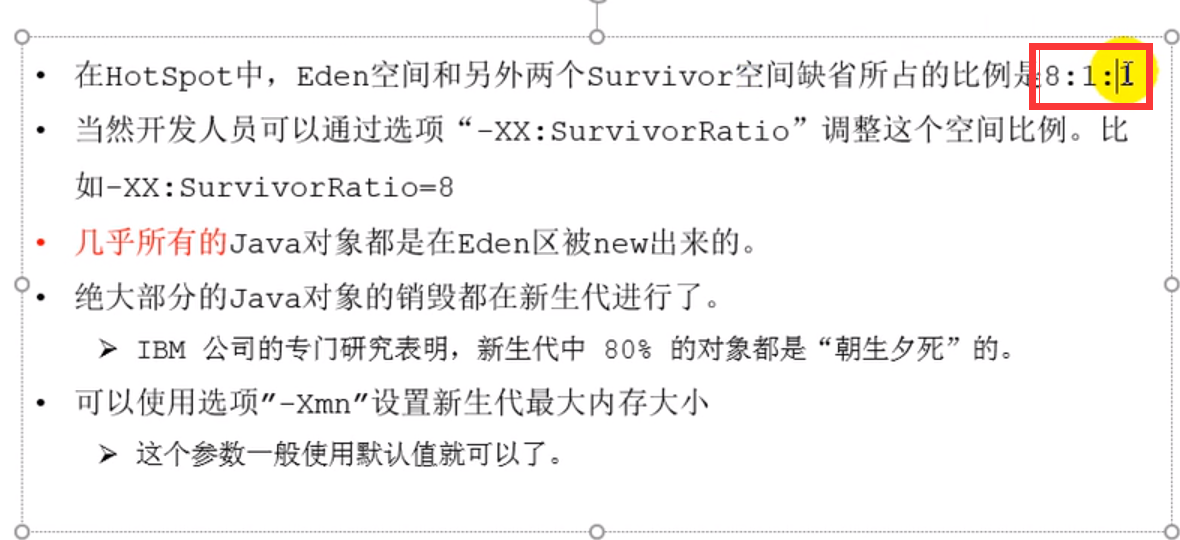 • 在HotSpot中，Eden空间和另外两个Survivor空间缺省所占的比例是8:1:1
• 当然开发人员可以通过选项“-XX:SurvivorRatio”调整这个空间比例。比
如-XX:SurvivorRatio=8
• 几乎所有的Java对象都是在Eden区被new出来的。
• 绝大部分的Java对象的销毁都在新生代进行了。
➢ IBM 公司的专门研究表明，新生代中 80% 的对象都是“朝生夕死”的。
• 可以使用选项"-Xmn"设置新生代最大内存大小
➢ 这个参数一般使用默认值就可以了。